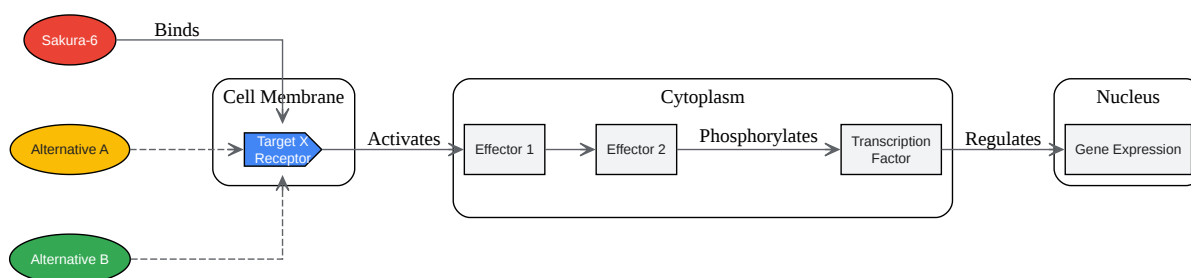 Sakura-6
Binds
Cell Membrane
Cytoplasm
Nucleus
Alternative A
Target X
Receptor
Activates
Effector 1
Effector 2
Phosphorylates
Transcription
Factor
Regulates
Gene Expression
Alternative B